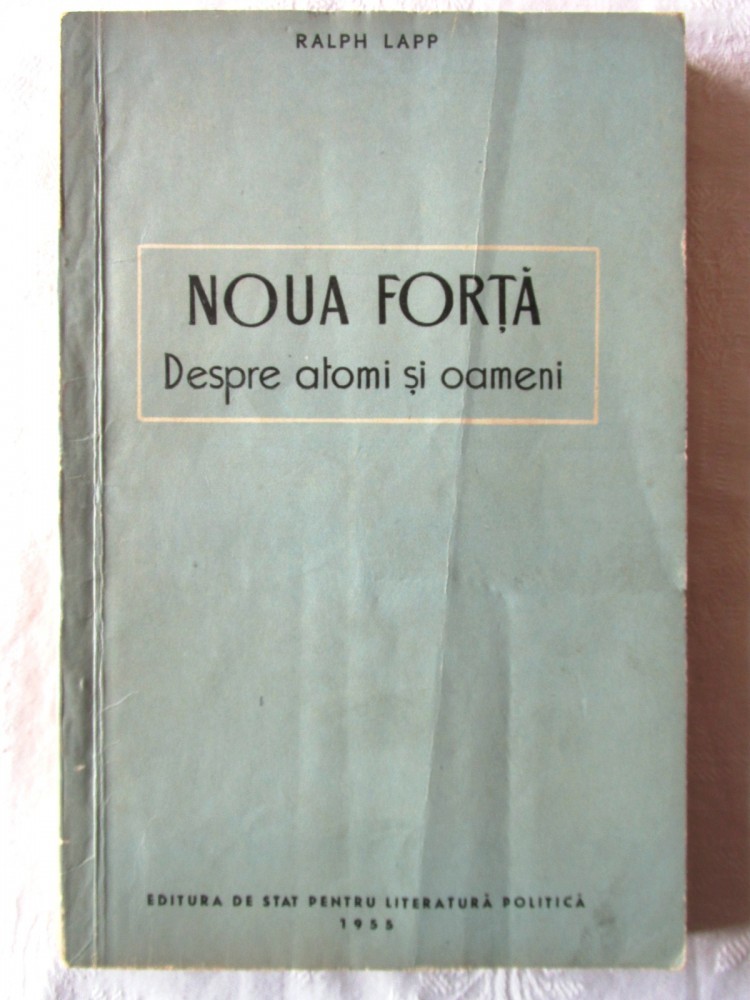 RALPH LAPP
NOUA FORȚĂ
Despre atomi și oameni
EDITURA DE STAT PENTRU LITERATURĂ POLITICĂ
1955